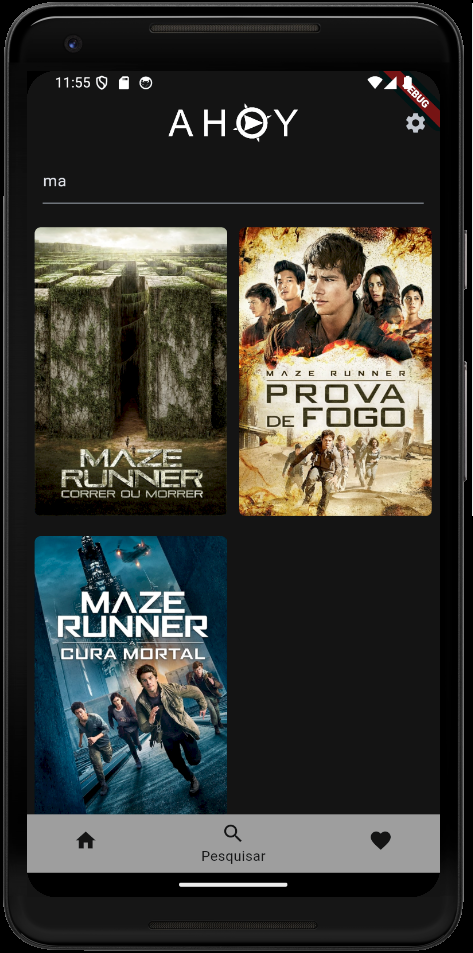 11:55
DEBUG
AHOY
ma
MAZE
RUNNER
CORRER OU MORRER
MAZE RUNNER
PROVA
DE FOGO
MAZE
RUNNER
A
CURA MORTAL
Pesquisar